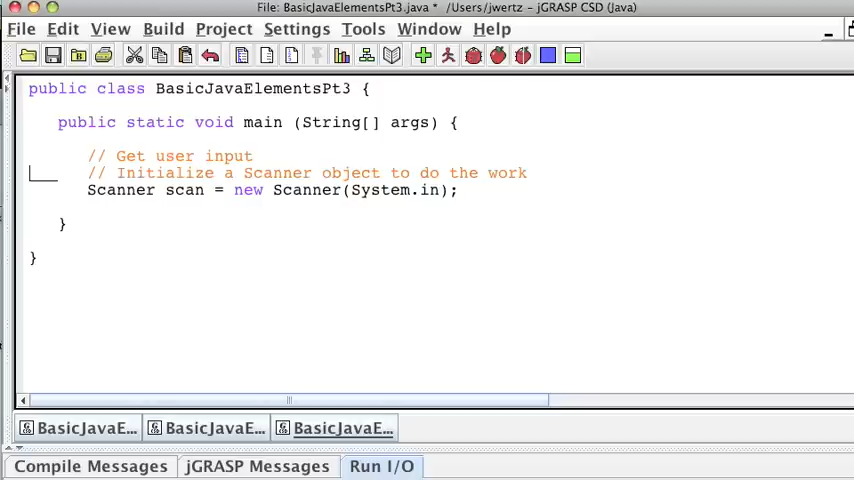 File: BasicJavaElementsPt3.java * /Users/jwertz - jGRASP CSD (Java)
File Edit View Build Project Settings Tools Window Help
public class BasicJavaElementsPt3 {
public static void main (String[] args) {
// Get user input
// Initialize a Scanner object to do the work
Scanner scan = new Scanner(System.in);
}
}
BasicJavaE... BasicJavaE... BasicJavaE...
Compile Messages jGRASP Messages Run I/O